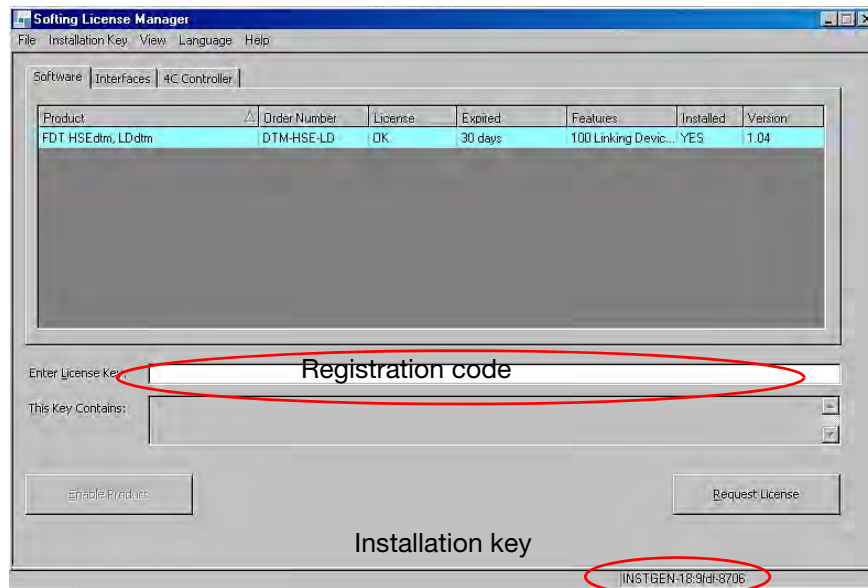 Softing License Manager
File Installation Key View Language Help
Software Interfaces 4C Controller
Product Order Number License Expired Features Installed Version
FDT HSEdtm, LDdtm DTM-HSE-LD OK 30 days 100 Linking Devic... YES 1.04
Enter License Key: Registration code
This Key Contains:
Enable Product Request License
Installation key
INSTGEN-18:9fdf-8706